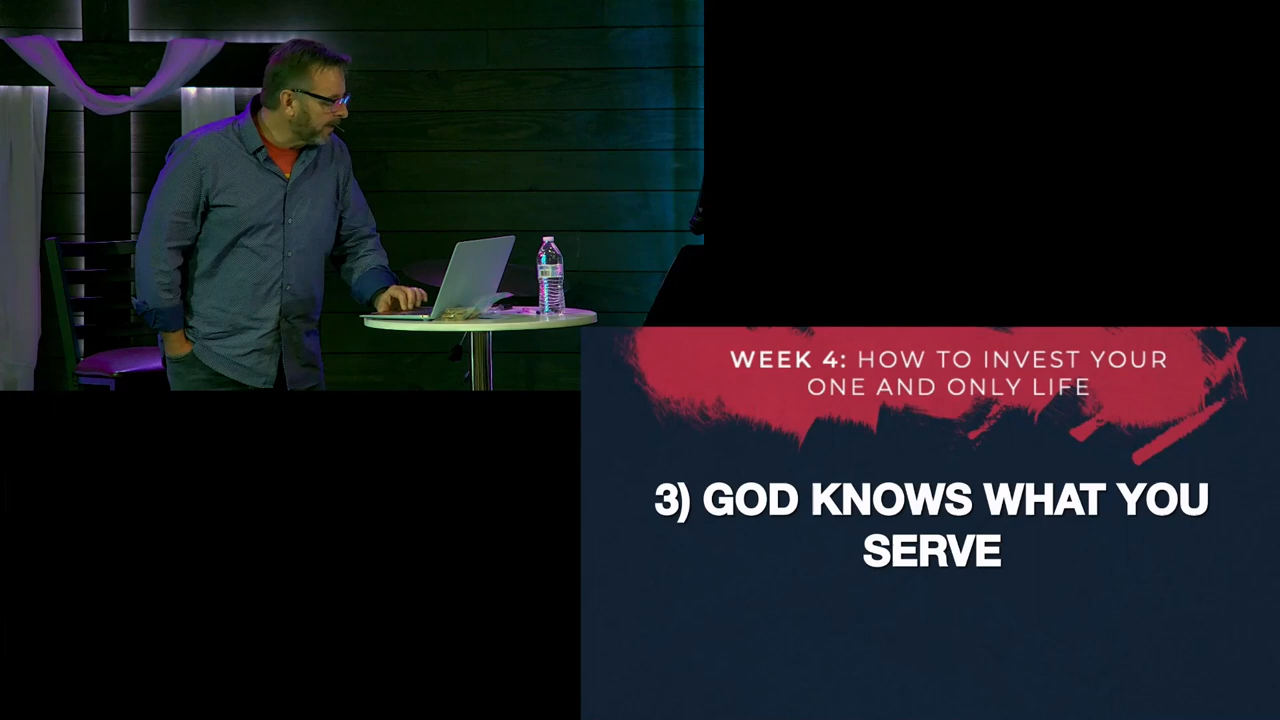 WEEK 4: HOW TO INVEST YOUR
ONE AND ONLY LIFE
3) GOD KNOWS WHAT YOU
SERVE